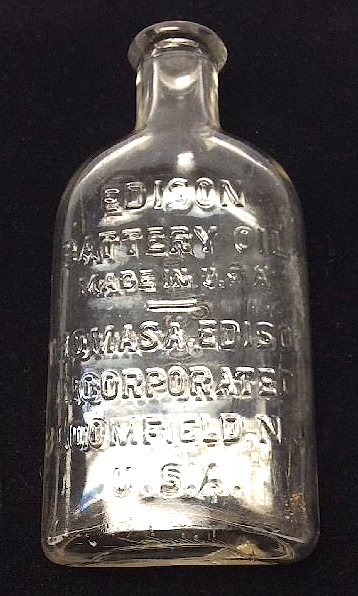 EDISON
BATTERY OIL
MADE IN U.S.A.
THOMAS A. EDISON
INCORPORATED
BLOOMFIELD, N.J.
U.S.A.